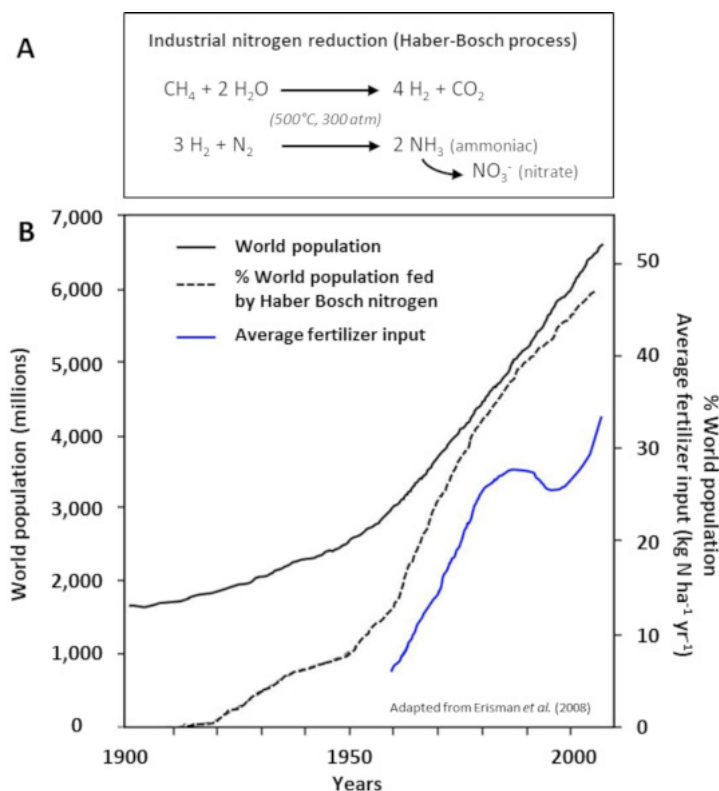 A
Industrial nitrogen reduction (Haber-Bosch process)
CH₄ + 2 H₂O
4 H₂ + CO₂
(500°C, 300 atm)
3 H₂ + N₂
2 NH₃ (ammoniac)
NO₃⁻ (nitrate)
B
World population
% World population fed
by Haber Bosch nitrogen
Average fertilizer input
World population (millions)
7,000
6,000
5,000
4,000
3,000
2,000
1,000
0
50
40
30
20
10
0
% World population
Average fertilizer
input (kg N ha⁻¹ yr⁻¹)
Adapted from Erisman et al. (2008)
1900
1950
2000
Years